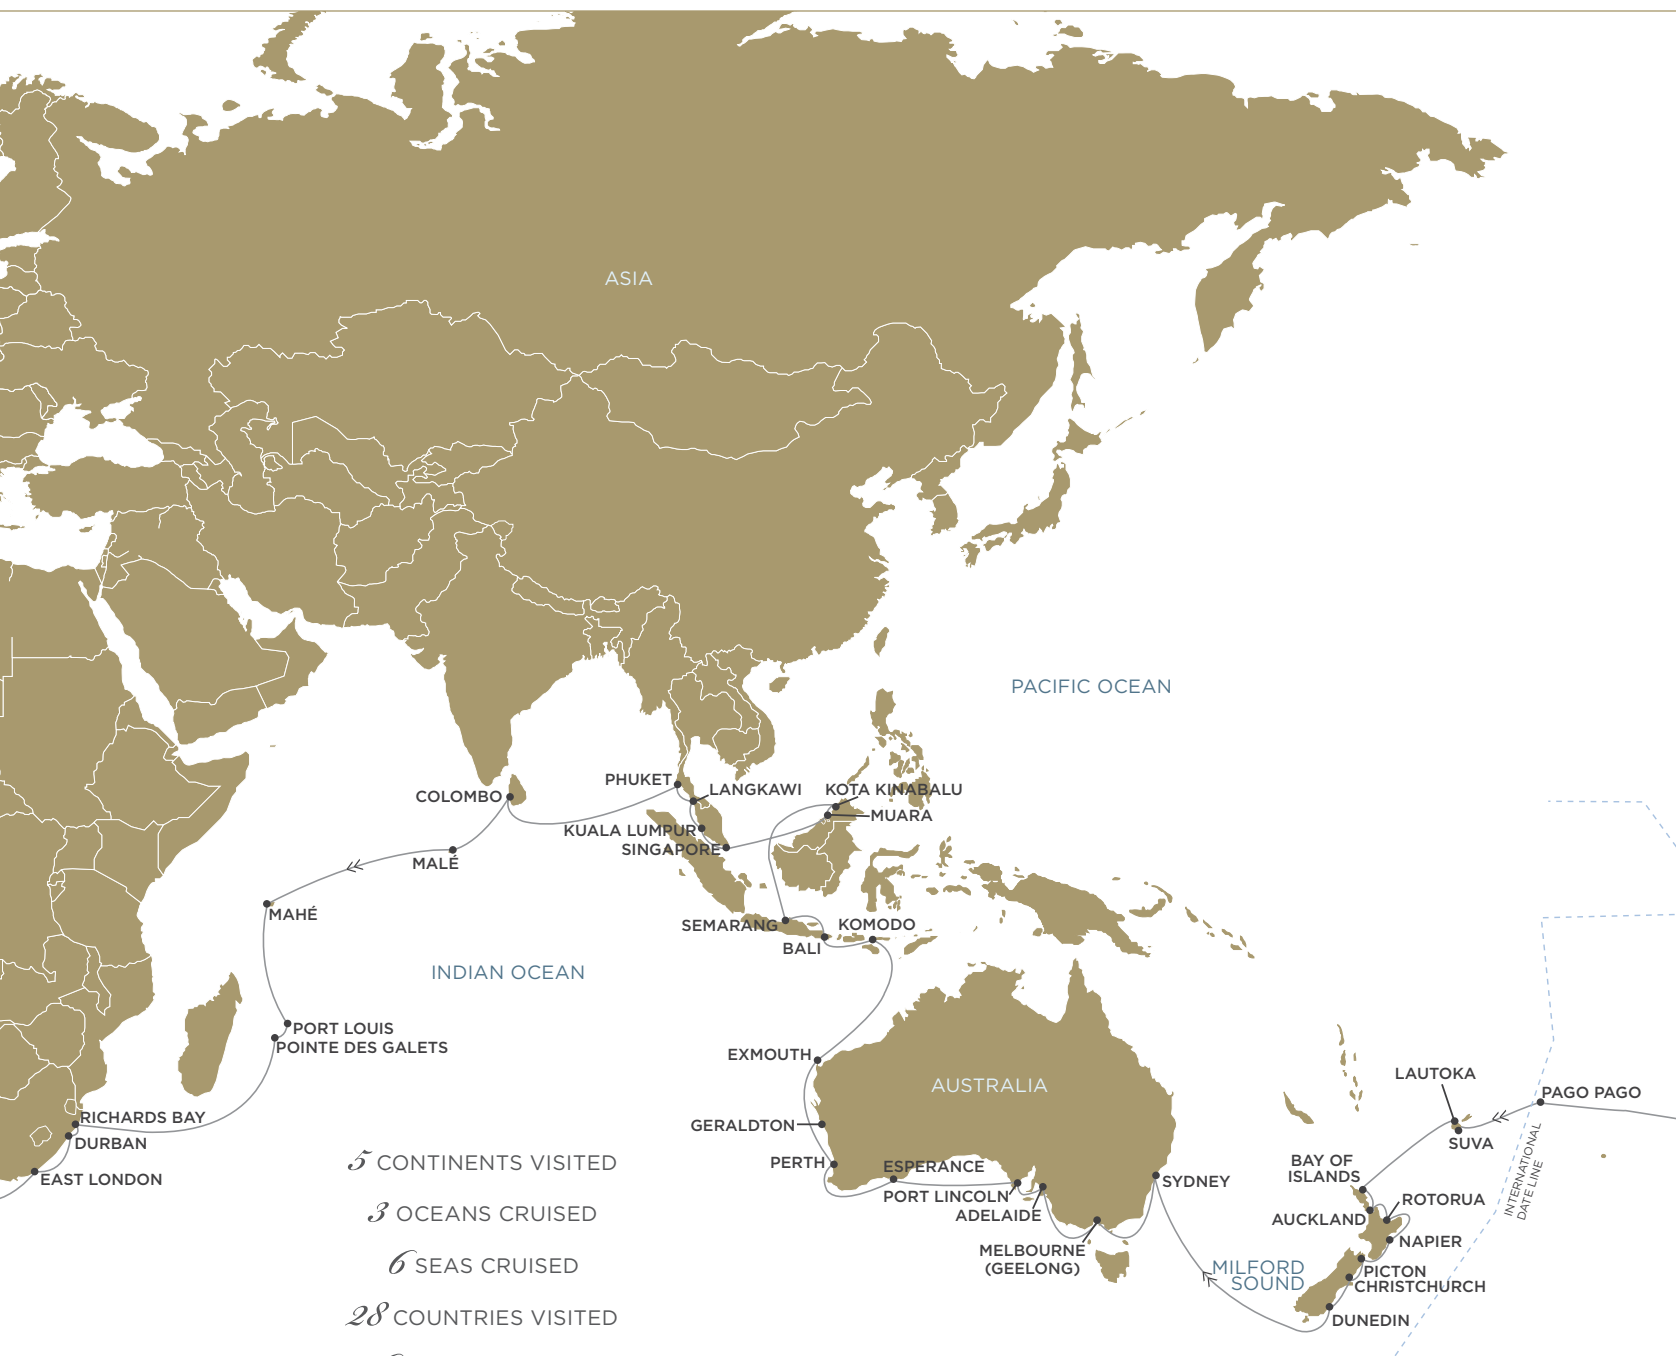 ASIA
PACIFIC OCEAN
PHUKET
LANGKAWI
KOTA KINABALU
COLOMBO
MUARA
KUALA LUMPUR
SINGAPORE
MALÉ
MAHÉ
SEMARANG
KOMODO
BALI
INDIAN OCEAN
PORT LOUIS
POINTE DES GALETS
EXMOUTH
AUSTRALIA
LAUTOKA
PAGO PAGO
RICHARDS BAY
GERALDTON
DURBAN
SUVA
INTERNATIONAL
DATE LINE
5 CONTINENTS VISITED
PERTH
ESPERANCE
BAY OF
ISLANDS
EAST LONDON
PORT LINCOLN
SYDNEY
ROTORUA
3 OCEANS CRUISED
ADELAIDE
AUCKLAND
NAPIER
MELBOURNE
(GEELONG)
6 SEAS CRUISED
MILFORD
SOUND
PICTON
CHRISTCHURCH
28 COUNTRIES VISITED
DUNEDIN